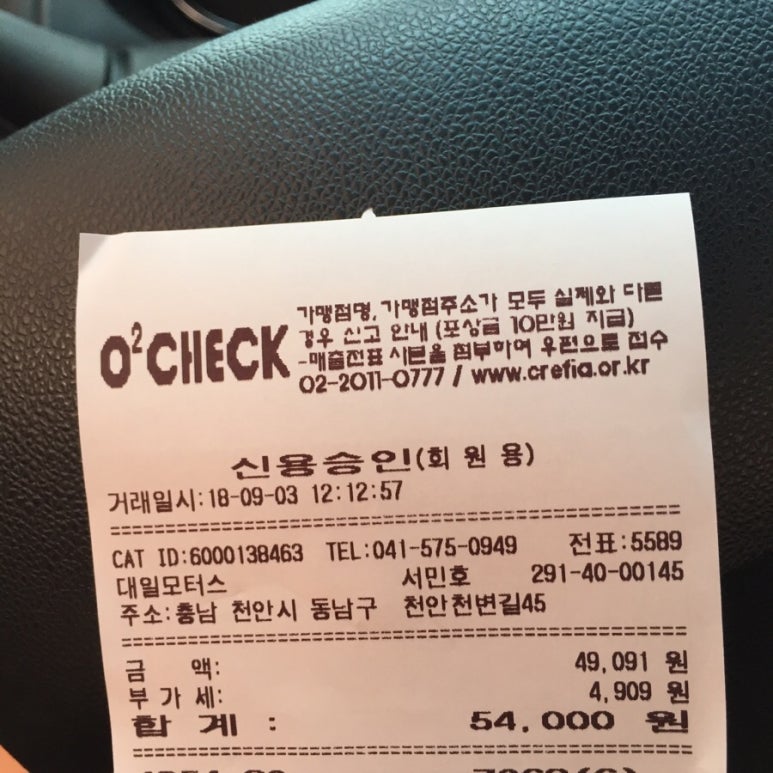 O²CHECK
가맹점명, 가맹점주소가 모두 실제와 다른
경우 신고 안내 (포상금 10만원 지급)
-매출전표 사본을 첨부하여 우편으로 접수
02-2011-0777 / www.crefia.or.kr
신용승인(회 원 용)
거래일시:18-09-03 12:12:57
CAT ID:6000138463 TEL:041-575-0949 전표:5589
대일모터스 서민호 291-40-00145
주소:충남 천안시 동남구 천안천변길45
금 액: 49,091 원
부 가 세: 4,909 원
합 계 : 54,000 원